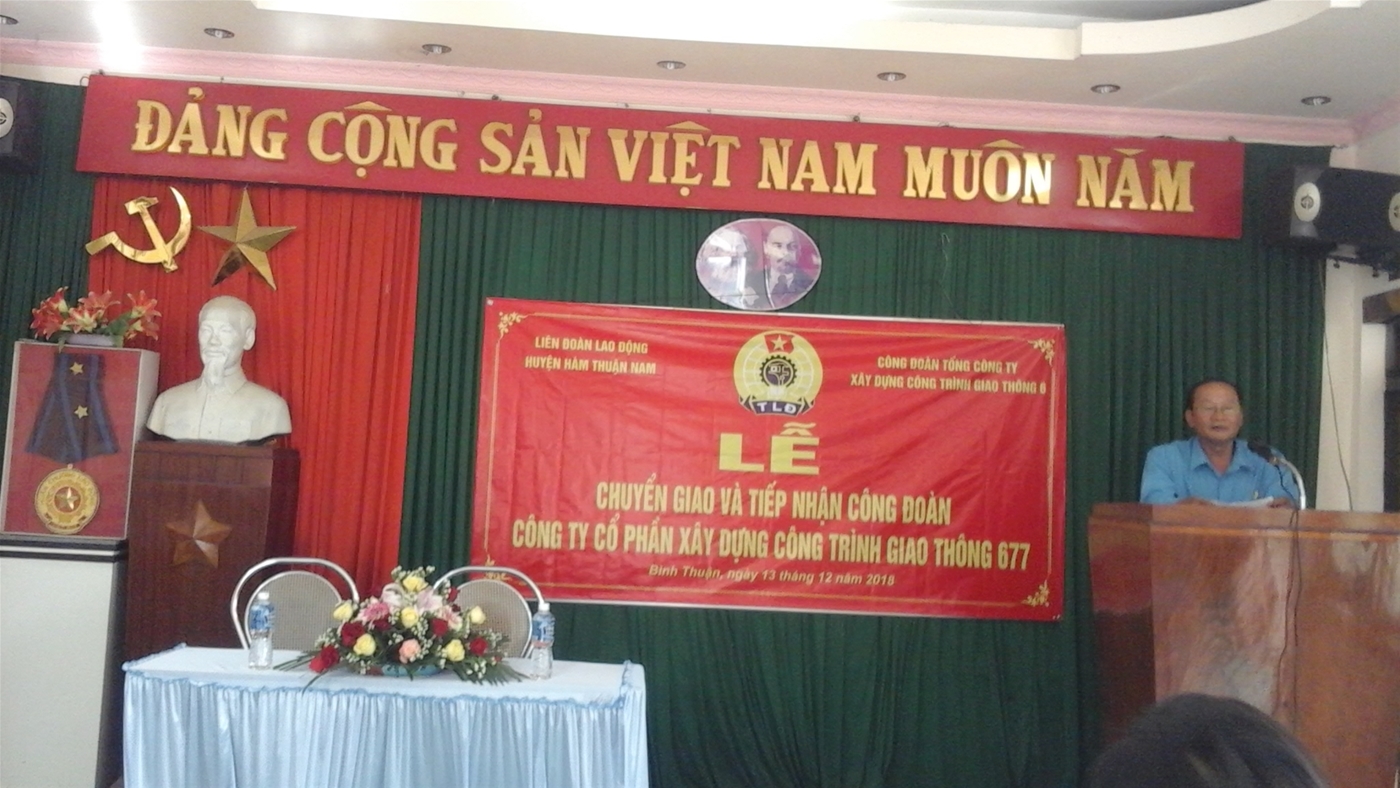 ĐẢNG CỘNG SẢN VIỆT NAM MUÔN NĂM
LIÊN ĐOÀN LAO ĐỘNG
HUYỆN HÀM THUẬN NAM
CÔNG ĐOÀN TỔNG CÔNG TY
XÂY DỰNG CÔNG TRÌNH GIAO THÔNG 6
TLĐ
LỄ
CHUYỂN GIAO VÀ TIẾP NHẬN CÔNG ĐOÀN
CÔNG TY CỔ PHẦN XÂY DỰNG CÔNG TRÌNH GIAO THÔNG 677
Bình Thuận, ngày 13 tháng 12 năm 2018